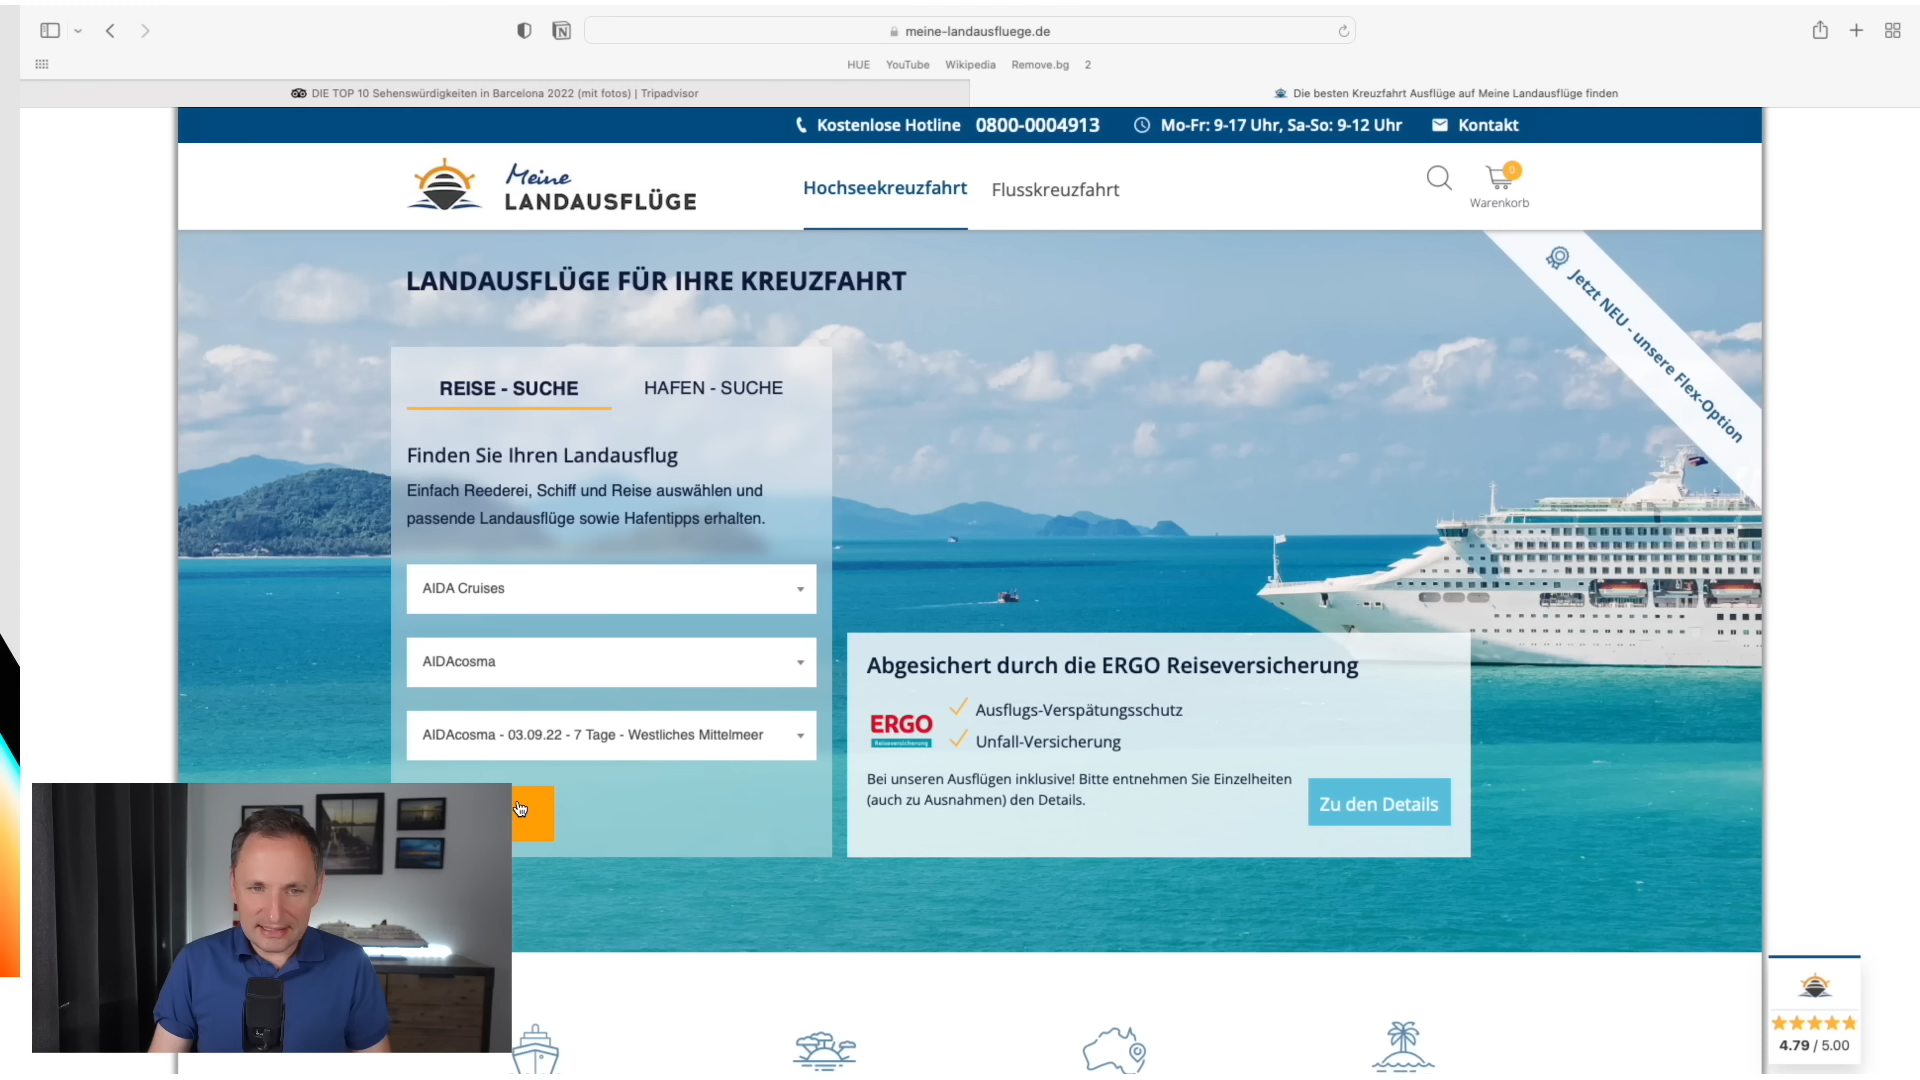 meine-landausfluege.de
HUE YouTube Wikipedia Remove.bg 2
DIE TOP 10 Sehenswürdigkeiten in Barcelona 2022 (mit fotos) | Tripadvisor
Die besten Kreuzfahrt Ausflüge auf Meine Landausflüge finden
Kostenlose Hotline 0800-0004913 Mo-Fr: 9-17 Uhr, Sa-So: 9-12 Uhr Kontakt
Meine
LANDAUSFLÜGE
Hochseekreuzfahrt Flusskreuzfahrt
0
Warenkorb
LANDAUSFLÜGE FÜR IHRE KREUZFAHRT
Jetzt NEU - unsere Flex-Option
REISE - SUCHE HAFEN - SUCHE
Finden Sie Ihren Landausflug
Einfach Reederei, Schiff und Reise auswählen und
passende Landausflüge sowie Hafentipps erhalten.
AIDA Cruises
AIDAcosma
AIDAcosma - 03.09.22 - 7 Tage - Westliches Mittelmeer
Abgesichert durch die ERGO Reiseversicherung
ERGO
Reiseversicherung
Ausflugs-Verspätungsschutz
Unfall-Versicherung
Bei unseren Ausflügen inklusive! Bitte entnehmen Sie Einzelheiten
(auch zu Ausnahmen) den Details.
Zu den Details
4.79 / 5.00